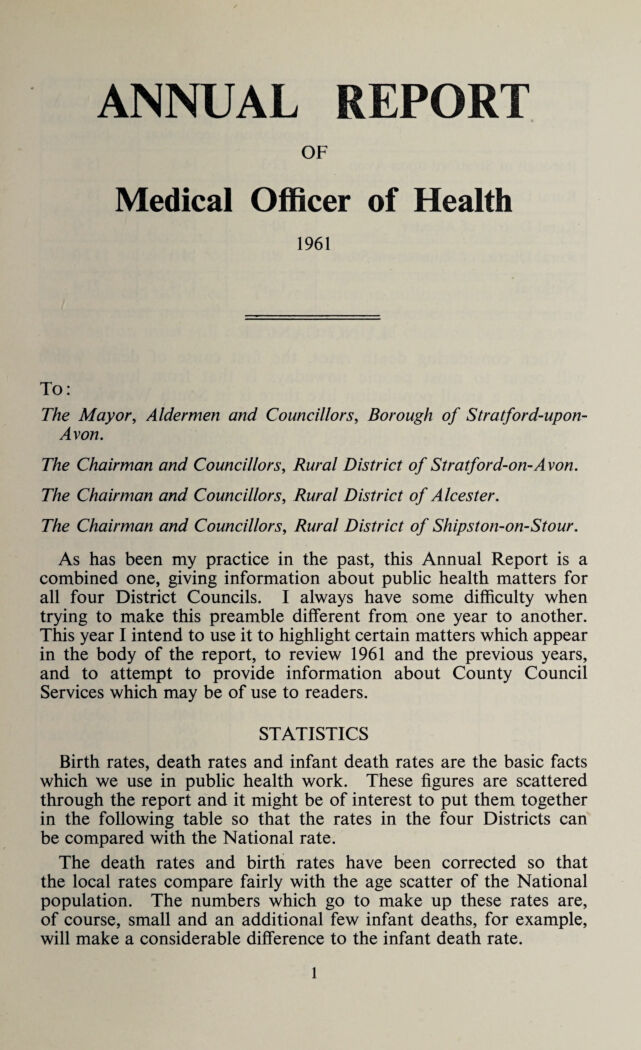 ANNUAL REPORT
OF
Medical Officer of Health
1961
To:
The Mayor, Aldermen and Councillors, Borough of Stratford-upon-
Avon.
The Chairman and Councillors, Rural District of Stratford-on-Avon.
The Chairman and Councillors, Rural District of Alcester.
The Chairman and Councillors, Rural District of Shipston-on-Stour.
As has been my practice in the past, this Annual Report is a
combined one, giving information about public health matters for
all four District Councils. I always have some difficulty when
trying to make this preamble different from one year to another.
This year I intend to use it to highlight certain matters which appear
in the body of the report, to review 1961 and the previous years,
and to attempt to provide information about County Council
Services which may be of use to readers.
STATISTICS
Birth rates, death rates and infant death rates are the basic facts
which we use in public health work. These figures are scattered
through the report and it might be of interest to put them together
in the following table so that the rates in the four Districts can
be compared with the National rate.
The death rates and birth rates have been corrected so that
the local rates compare fairly with the age scatter of the National
population. The numbers which go to make up these rates are,
of course, small and an additional few infant deaths, for example,
will make a considerable difference to the infant death rate.
1